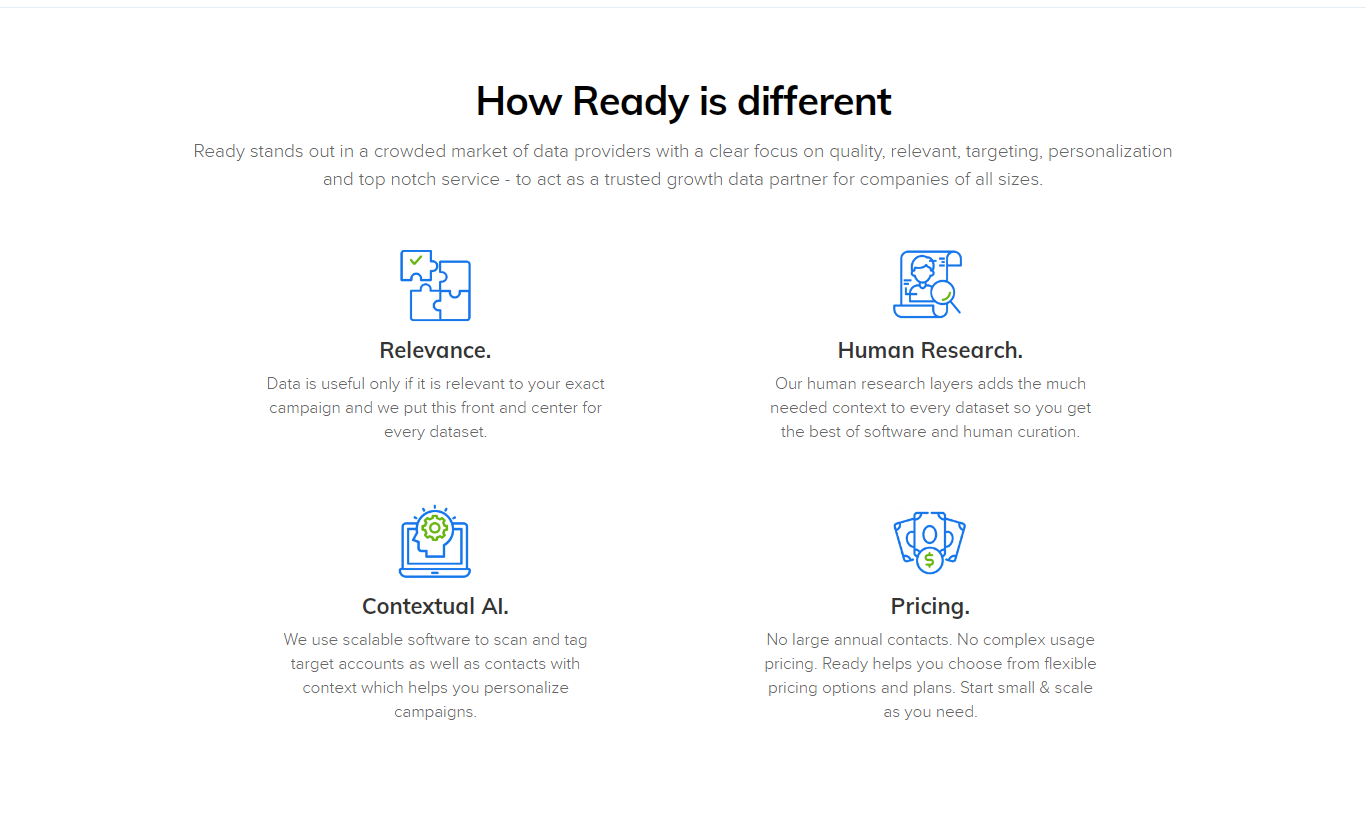 How Ready is different
Ready stands out in a crowded market of data providers with a clear focus on quality, relevant, targeting, personalization
and top notch service - to act as a trusted growth data partner for companies of all sizes.
Relevance.
Data is useful only if it is relevant to your exact
campaign and we put this front and center for
every dataset.
Human Research.
Our human research layers adds the much
needed context to every dataset so you get
the best of software and human curation.
Contextual AI.
We use scalable software to scan and tag
target accounts as well as contacts with
context which helps you personalize
campaigns.
$
Pricing.
No large annual contacts. No complex usage
pricing. Ready helps you choose from flexible
pricing options and plans. Start small & scale
as you need.